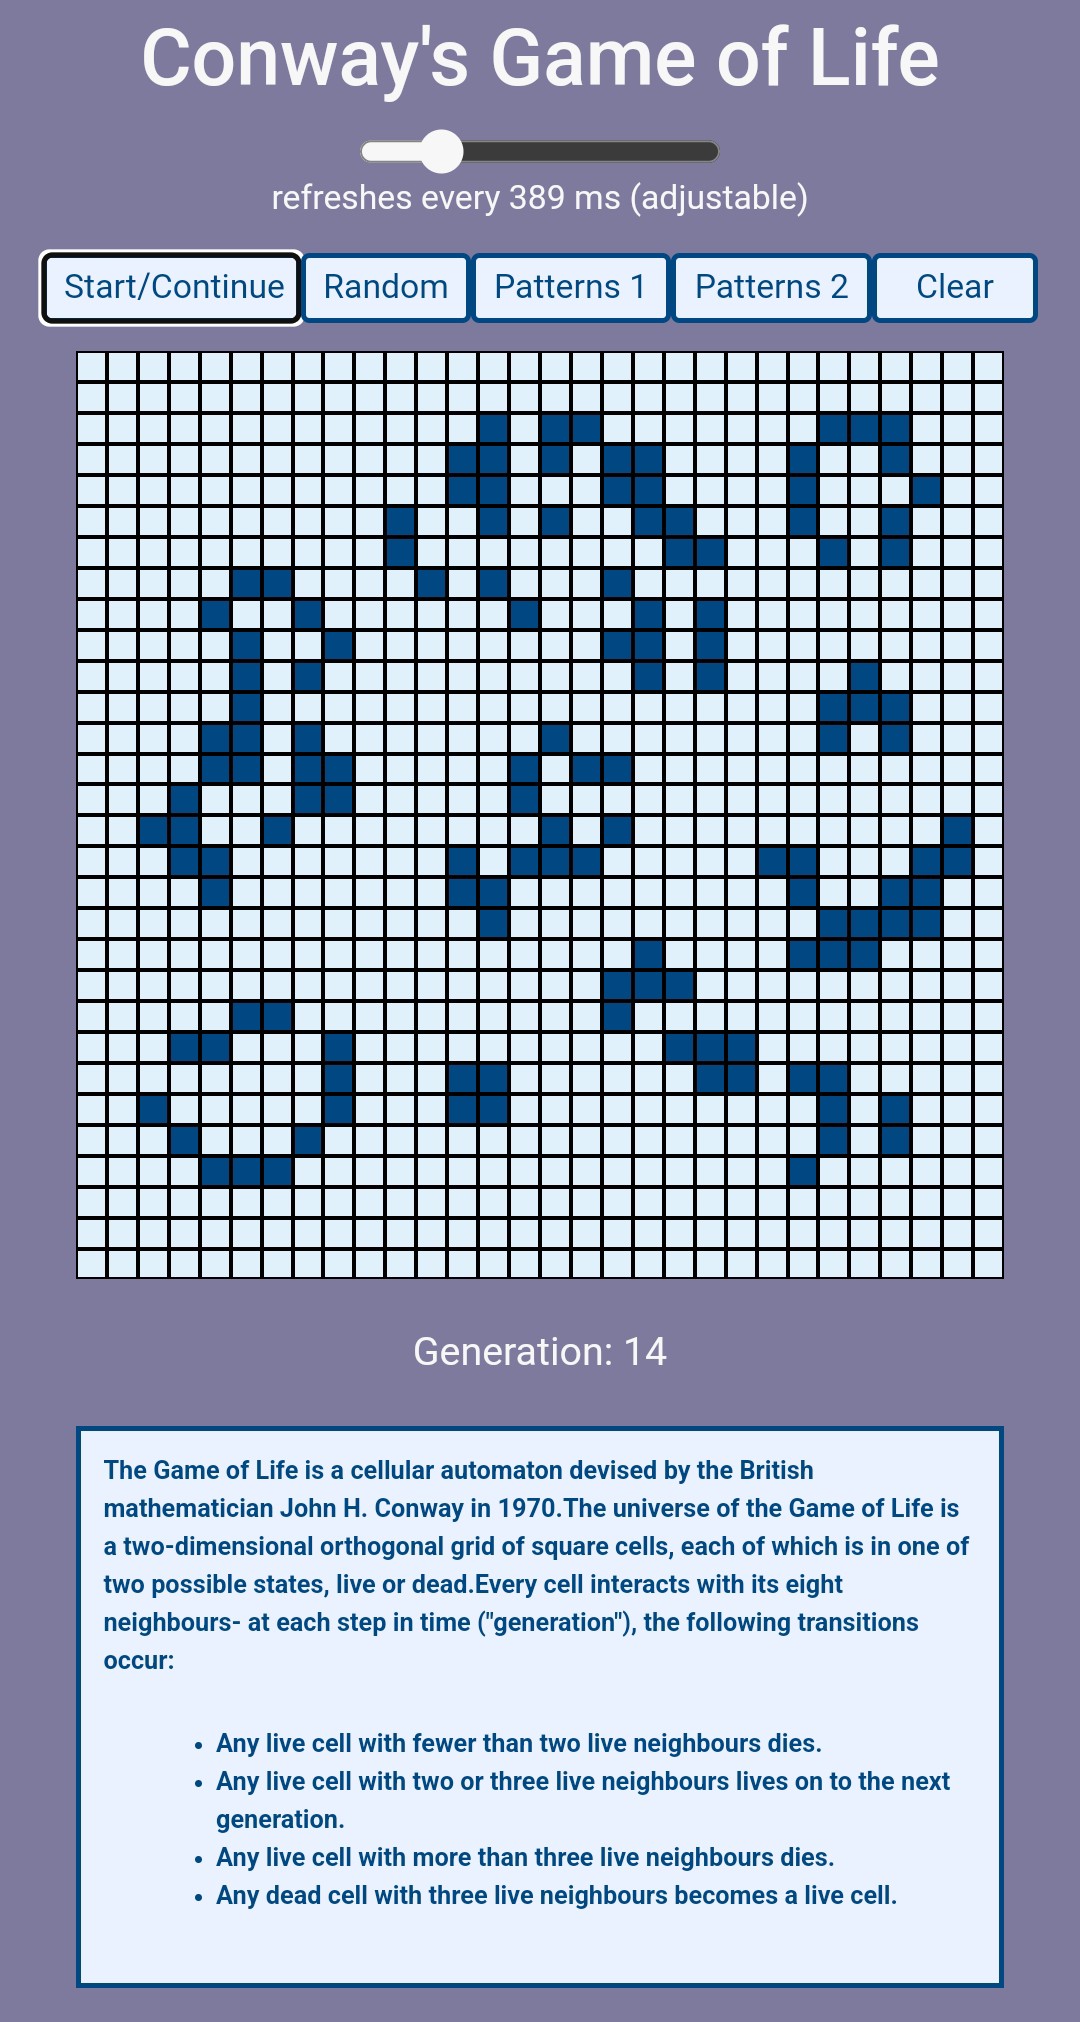 Conway's Game of Life
refreshes every 389 ms (adjustable)
Start/Continue Random Patterns 1 Patterns 2 Clear
Generation: 14
The Game of Life is a cellular automaton devised by the British
mathematician John H. Conway in 1970.The universe of the Game of Life is
a two-dimensional orthogonal grid of square cells, each of which is in one of
two possible states, live or dead.Every cell interacts with its eight
neighbours- at each step in time ("generation"), the following transitions
occur:
• Any live cell with fewer than two live neighbours dies.
• Any live cell with two or three live neighbours lives on to the next
generation.
• Any live cell with more than three live neighbours dies.
• Any dead cell with three live neighbours becomes a live cell.